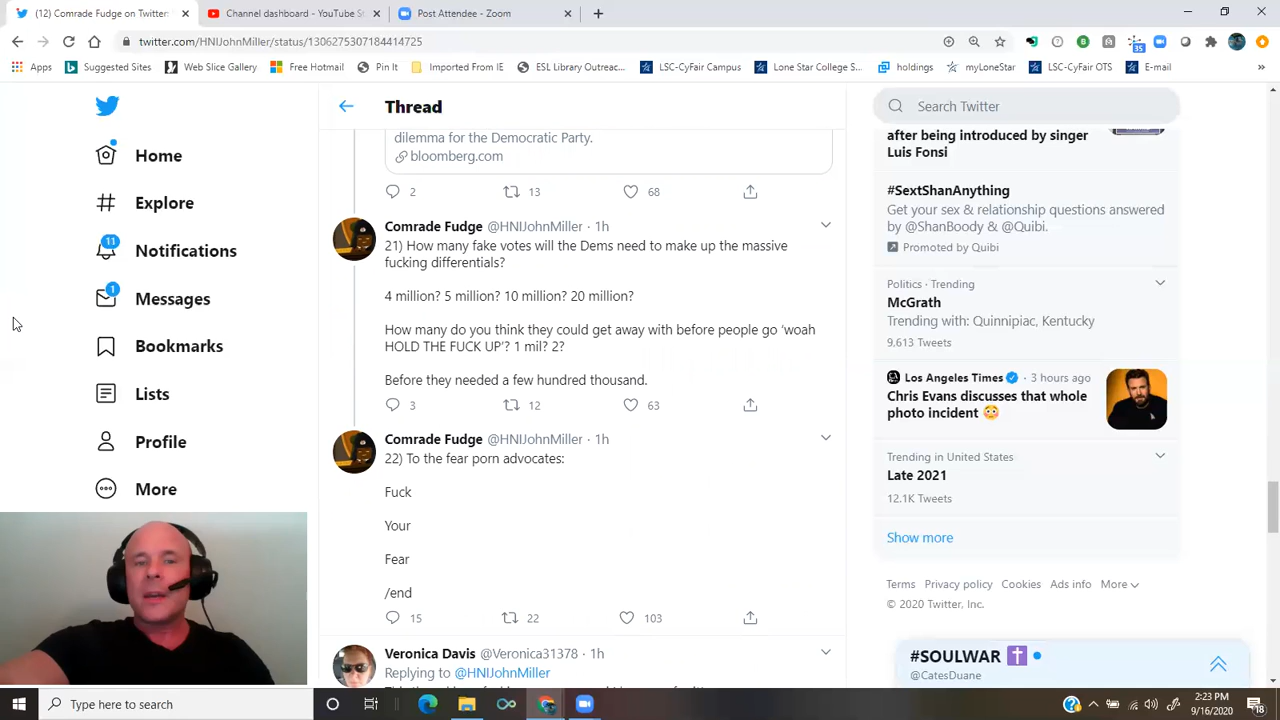 (12) Comrade Fudge on Twitter
Channel dashboard - YouTube St
Post Attendee - Zoom
twitter.com/HNIJohnMiller/status/1306275307184414725
35
Apps
Suggested Sites
Web Slice Gallery
Free Hotmail
Pin It
Imported From IE
ESL Library Outreac...
LSC-CyFair Campus
Lone Star College S...
holdings
myLoneStar
LSC-CyFair OTS
E-mail
»
Home
Explore
11
Notifications
1
Messages
Bookmarks
Lists
Profile
More
Thread
dilemma for the Democratic Party.
bloomberg.com
2 13 68
Comrade Fudge @HNIJohnMiller · 1h
21) How many fake votes will the Dems need to make up the massive
fucking differentials?
4 million? 5 million? 10 million? 20 million?
How many do you think they could get away with before people go ‘woah
HOLD THE FUCK UP’? 1 mil? 2?
Before they needed a few hundred thousand.
3 12 63
Comrade Fudge @HNIJohnMiller · 1h
22) To the fear porn advocates:
Fuck
Your
Fear
/end
15 22 103
Veronica Davis @Veronica31378 · 1h
Replying to @HNIJohnMiller
Search Twitter
after being introduced by singer
Luis Fonsi
#SextShanAnything
Get your sex & relationship questions answered
by @ShanBoody & @Quibi.
Promoted by Quibi
Politics · Trending
McGrath
Trending with: Quinnipiac, Kentucky
9,613 Tweets
Los Angeles Times · 3 hours ago
Chris Evans discusses that whole
photo incident 😳
Trending in United States
Late 2021
12.1K Tweets
Show more
Terms Privacy policy Cookies Ads info More
© 2020 Twitter, Inc.
#SOULWAR ✝
@CatesDuane
Type here to search
2:23 PM
9/16/2020
18